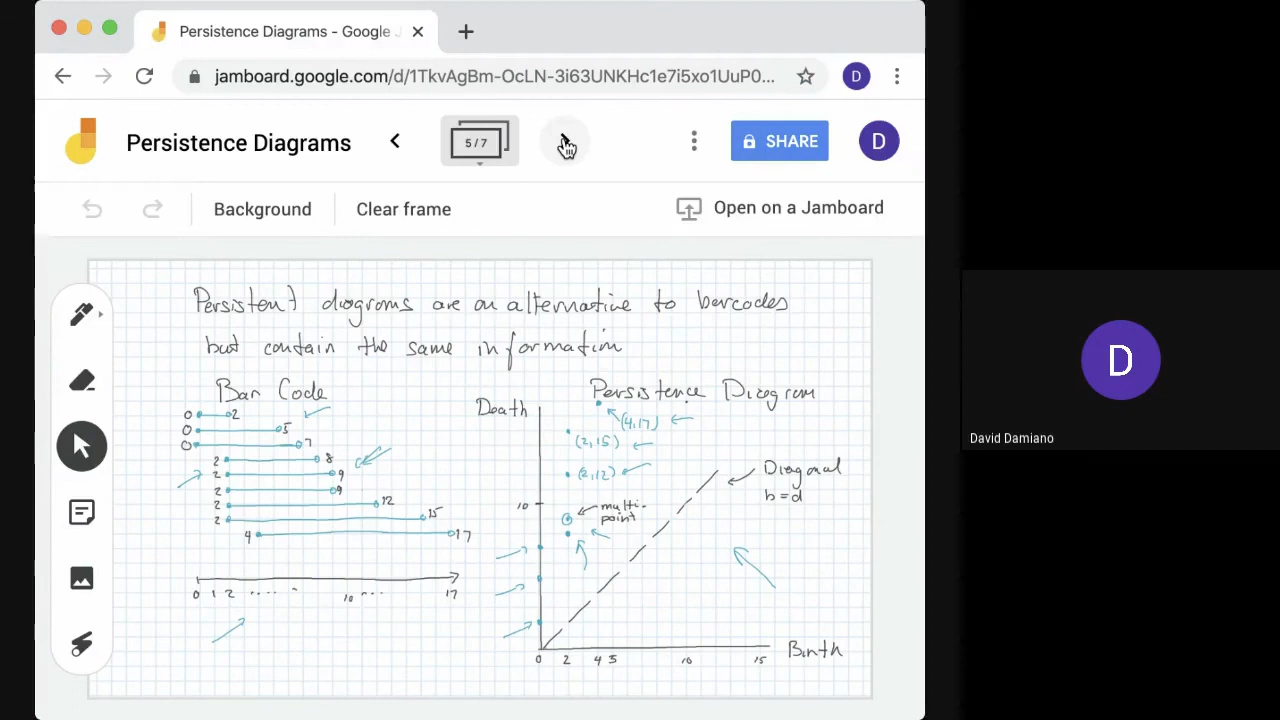 Persistence Diagrams - Google J
jamboard.google.com/d/1TkvAgBm-OcLN-3i63UNKHc1e7i5xo1UuP0...
D
Persistence Diagrams
5 / 7
SHARE
D
Background
Clear frame
Open on a Jamboard
Persistent diagrams are an alternative to barcodes
but contain the same information
Bar Code
Persistence Diagram
Death
0 2
0 5
0 7
2 8
2 9
2 9
2 12
2 15
4 17
0 1 2 .... 10 ... 17
(4,17)
(2,15)
(2,12)
10
multi-
point
Diagonal
b=d
0 2 4 5 10 15
Birth
D
David Damiano